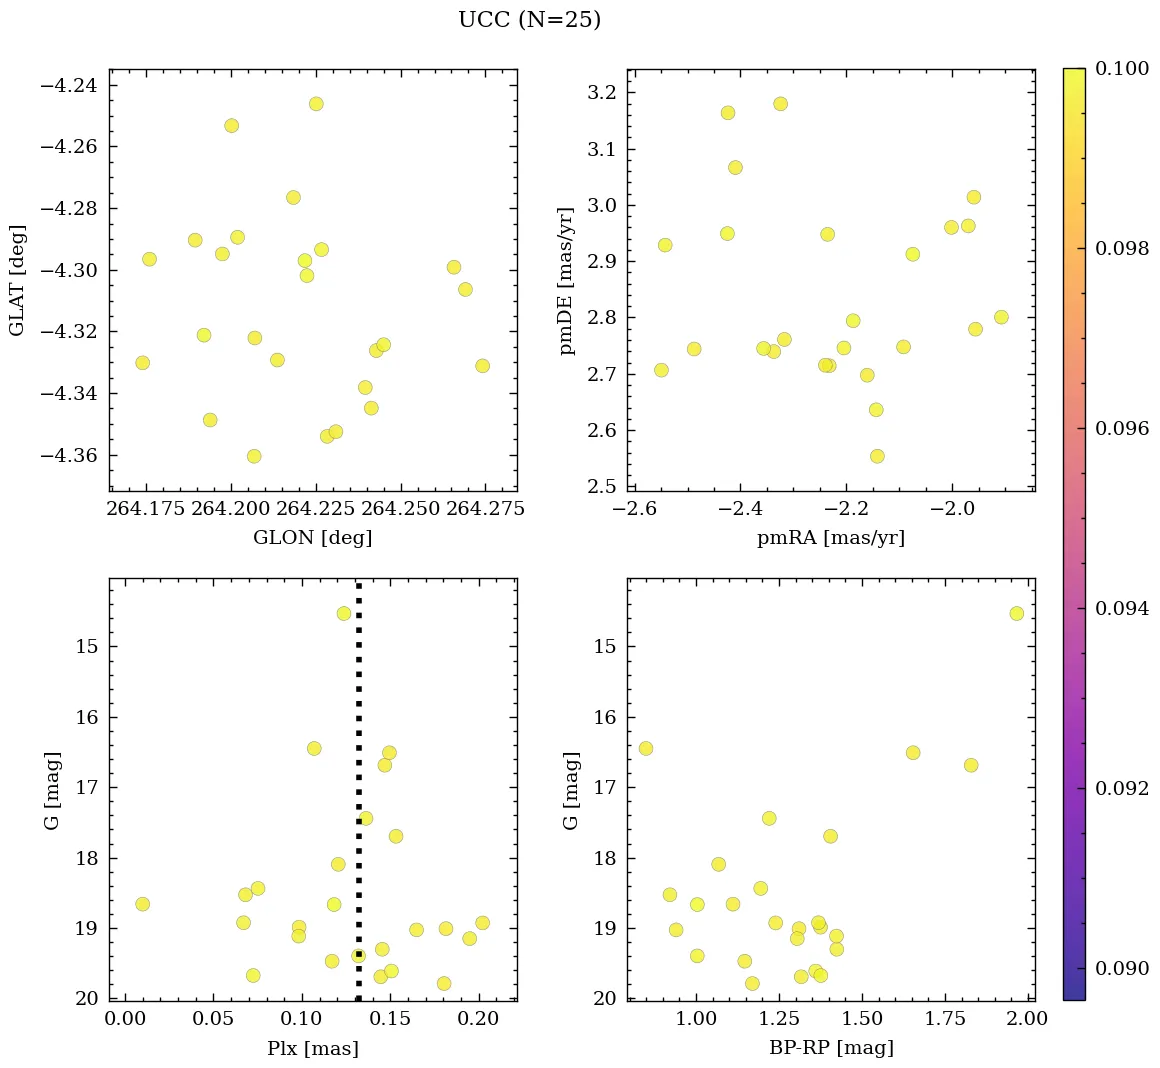 UCC (N=25)
−4.24
−4.26
−4.28
−4.30
−4.32
−4.34
−4.36
GLAT [deg]
264.175 264.200 264.225 264.250 264.275
GLON [deg]
3.2
3.1
3.0
2.9
2.8
2.7
2.6
2.5
pmDE [mas/yr]
−2.6 −2.4 −2.2 −2.0
pmRA [mas/yr]
15
16
17
18
19
20
G [mag]
0.00 0.05 0.10 0.15 0.20
Plx [mas]
15
16
17
18
19
20
G [mag]
1.00 1.25 1.50 1.75 2.00
BP-RP [mag]
0.100
0.098
0.096
0.094
0.092
0.090